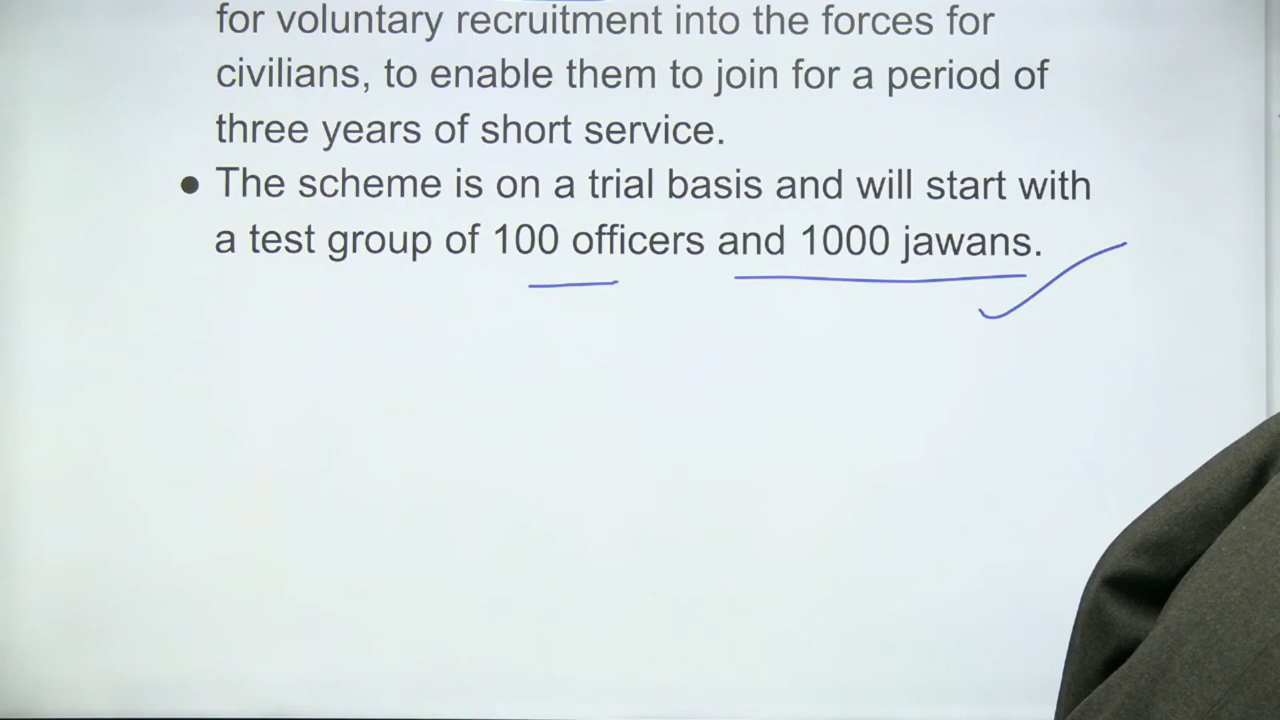 for voluntary recruitment into the forces for
civilians, to enable them to join for a period of
three years of short service.
● The scheme is on a trial basis and will start with
a test group of 100 officers and 1000 jawans.